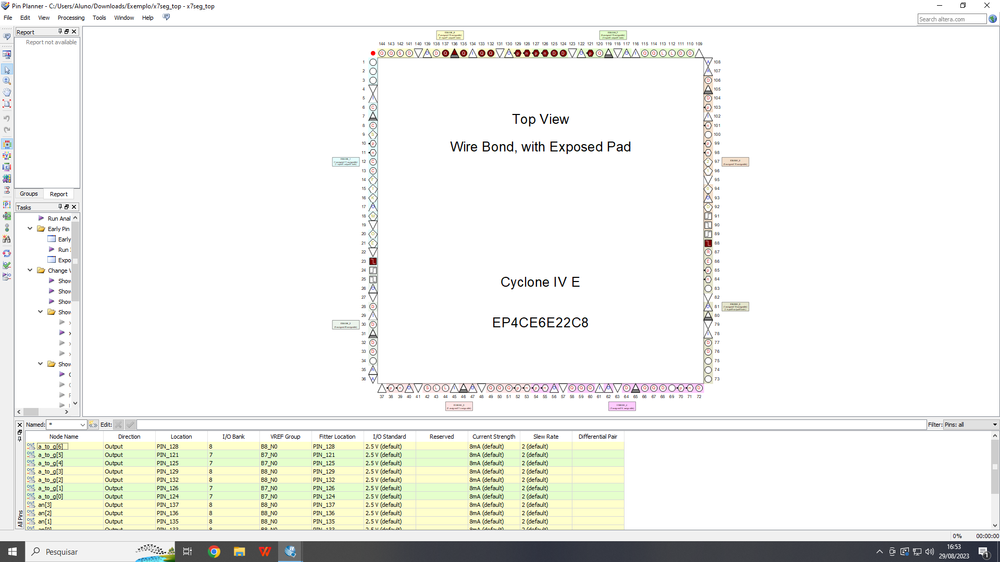 Pin Planner - C:/Users/Aluno/Downloads/Exemplo/x7seg_top - x7seg_top
File Edit View Processing Tools Window Help
Search altera.com
Report
Report not available
Groups Report
Tasks
Run Anal
Early Pin
Early
Run
Expo
Change V
Show
Show
Show
Show
Show
144 143 142 141 140 139 138 137 136 135 134 133 132 131 130 129 128 127 126 125 124 123 122 121 120 119 118 117 116 115 114 113 112 111 110 109
1
2
3
4
5
6
7
8
9
10
11
12
13
14
15
16
17
18
19
20
21
22
23
24
25
26
27
28
29
30
31
32
33
34
35
36
Top View
Wire Bond, with Exposed Pad
Cyclone IV E
EP4CE6E22C8
108
107
106
105
104
103
102
101
100
99
98
97
96
95
94
93
92
91
90
89
88
87
86
85
84
83
82
81
80
79
78
77
76
75
74
73
37 38 39 40 41 42 43 44 45 46 47 48 49 50 51 52 53 54 55 56 57 58 59 60 61 62 63 64 65 66 67 68 69 70 71 72
Named: * Edit: Filter: Pins: all
Node Name Direction Location I/O Bank VREF Group Fitter Location I/O Standard Reserved Current Strength Slew Rate Differential Pair
out a_to_g[6] Output PIN_128 8 B8_N0 PIN_128 2.5 V (default) 8mA (default) 2 (default)
out a_to_g[5] Output PIN_121 7 B7_N0 PIN_121 2.5 V (default) 8mA (default) 2 (default)
out a_to_g[4] Output PIN_125 7 B7_N0 PIN_125 2.5 V (default) 8mA (default) 2 (default)
out a_to_g[3] Output PIN_129 8 B8_N0 PIN_129 2.5 V (default) 8mA (default) 2 (default)
out a_to_g[2] Output PIN_132 8 B8_N0 PIN_132 2.5 V (default) 8mA (default) 2 (default)
out a_to_g[1] Output PIN_126 7 B7_N0 PIN_126 2.5 V (default) 8mA (default) 2 (default)
out a_to_g[0] Output PIN_124 7 B7_N0 PIN_124 2.5 V (default) 8mA (default) 2 (default)
out an[3] Output PIN_137 8 B8_N0 PIN_137 2.5 V (default) 8mA (default) 2 (default)
out an[2] Output PIN_136 8 B8_N0 PIN_136 2.5 V (default) 8mA (default) 2 (default)
out an[1] Output PIN_135 8 B8_N0 PIN_135 2.5 V (default) 8mA (default) 2 (default)
out an[0] Output PIN_133 8 B8_N0 PIN_133 2.5 V (default) 8mA (default) 2 (default)
All Pins
0% 00:00:00
Pesquisar
16:53
29/08/2023
1